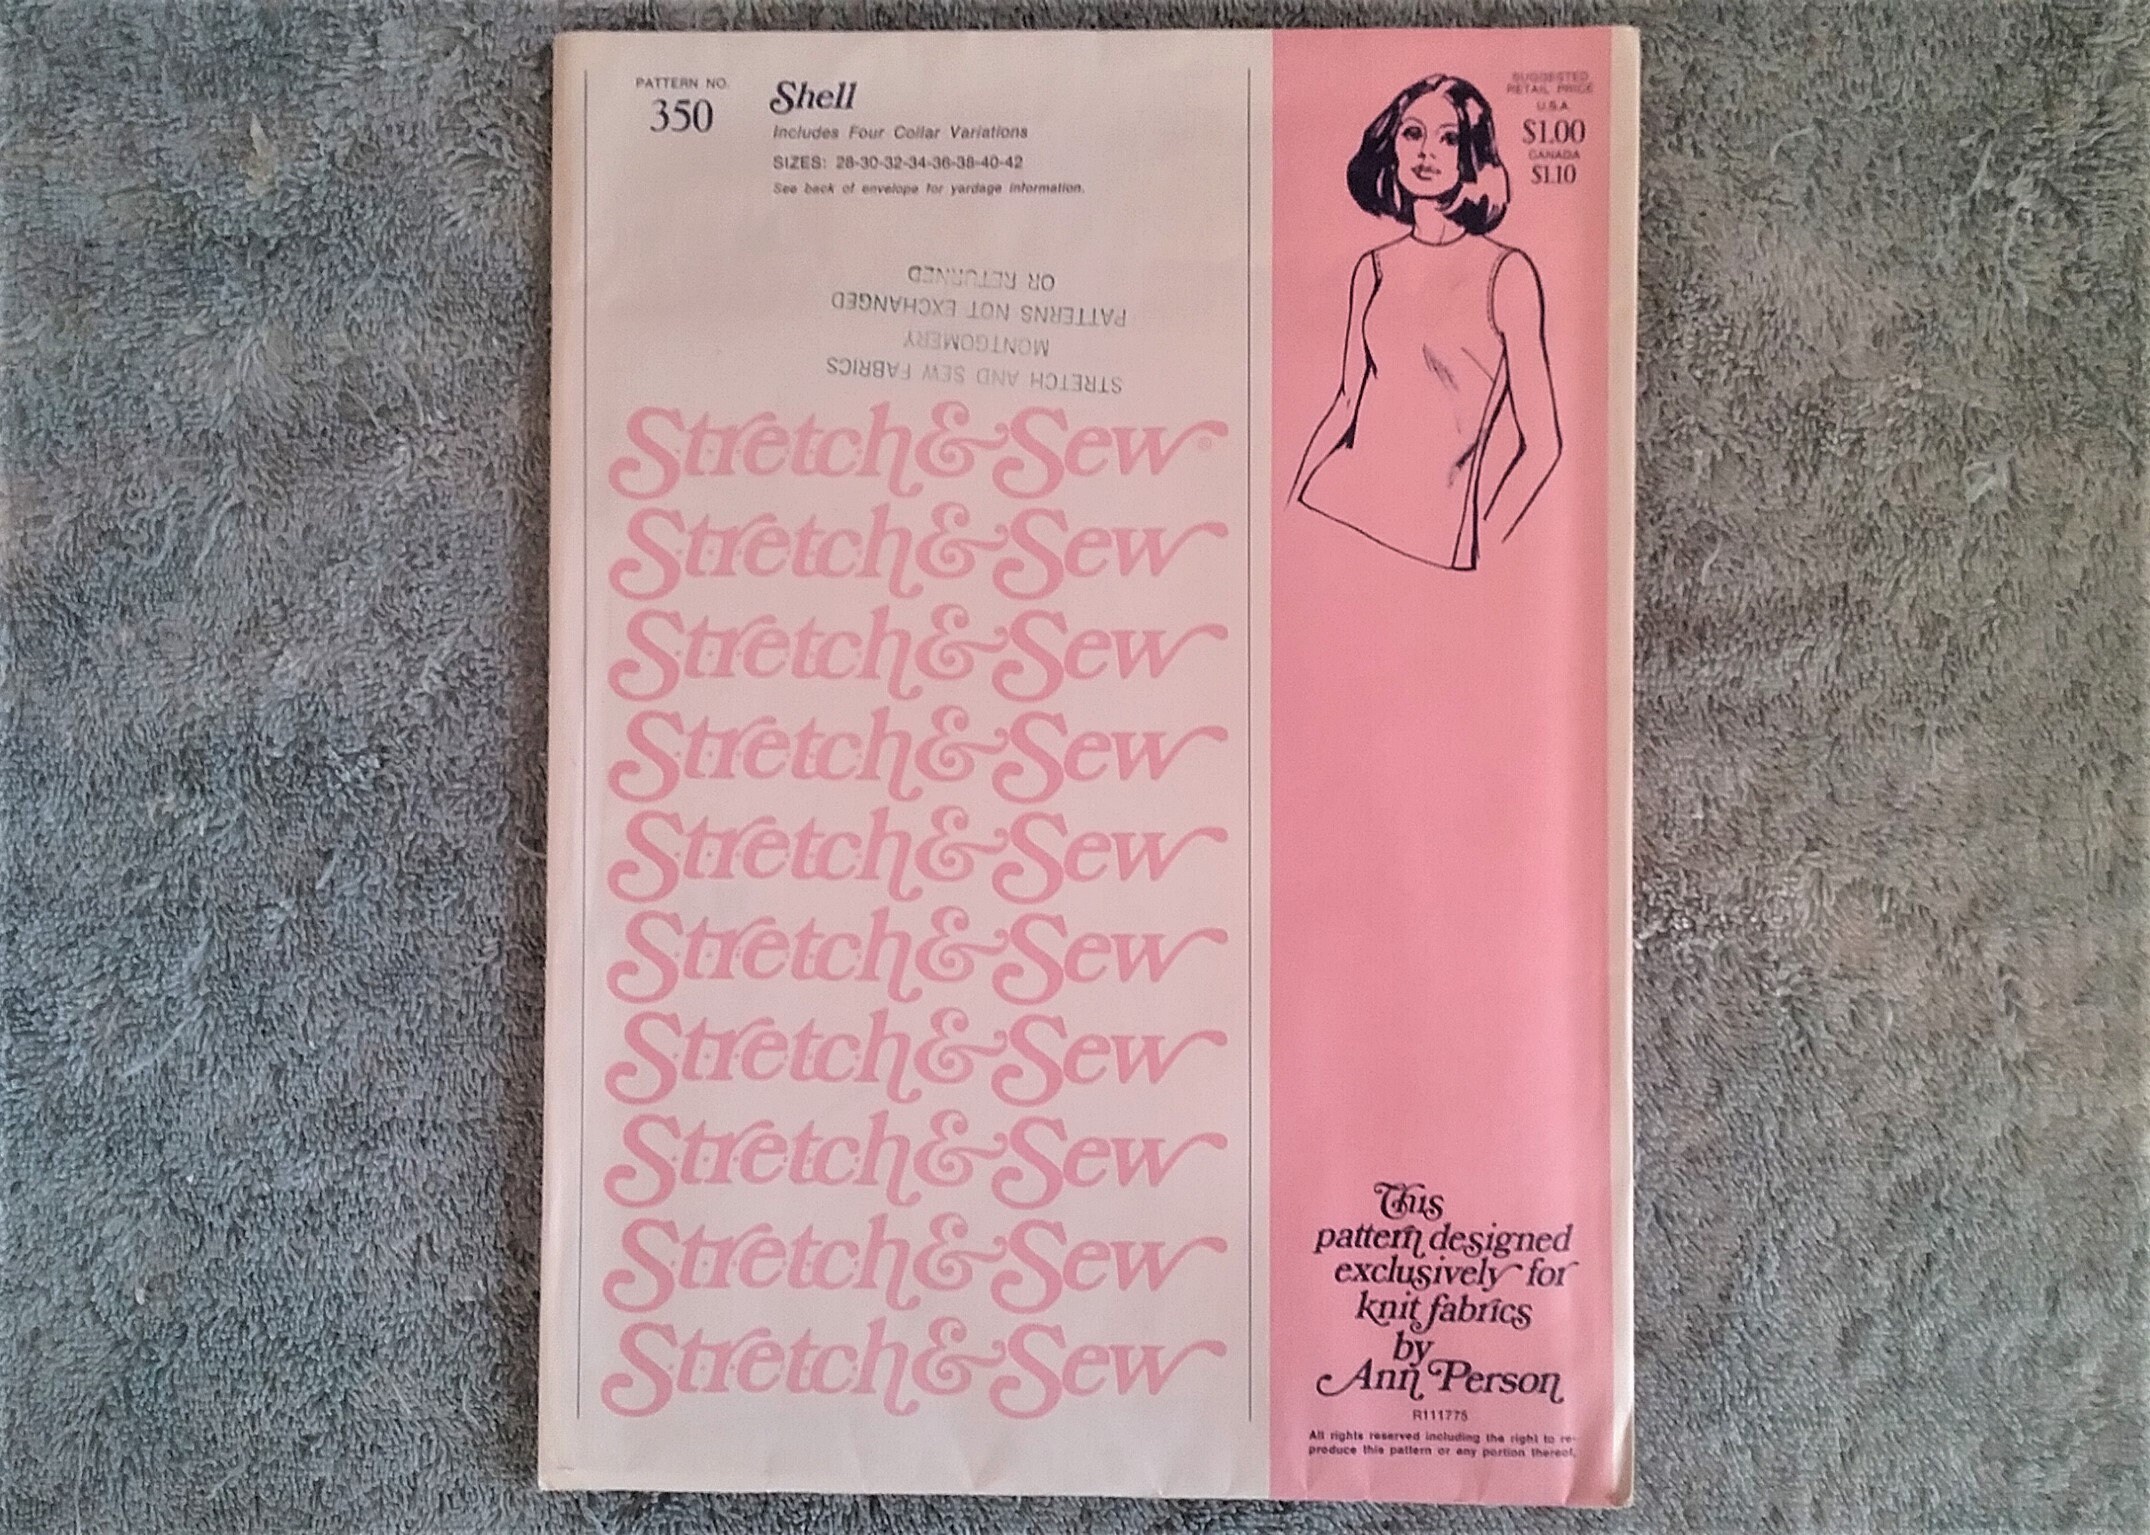 PATTERN NO.
350
Shell
Includes Four Collar Variations
SIZES: 28-30-32-34-36-38-40-42
See back of envelope for yardage information.
SUGGESTED
RETAIL PRICE
U.S.A.
$1.00
CANADA
$1.10
STRETCH AND SEW FABRICS
MONTGOMERY
PATTERNS NOT EXCHANGED
OR RETURNED
Stretch & Sew®
Stretch & Sew
Stretch & Sew
Stretch & Sew
Stretch & Sew
Stretch & Sew
Stretch & Sew
Stretch & Sew
Stretch & Sew
Stretch & Sew
This
pattern designed
exclusively for
knit fabrics
by
Ann Person
R111775
All rights reserved including the right to re-
produce this pattern or any portion thereof.